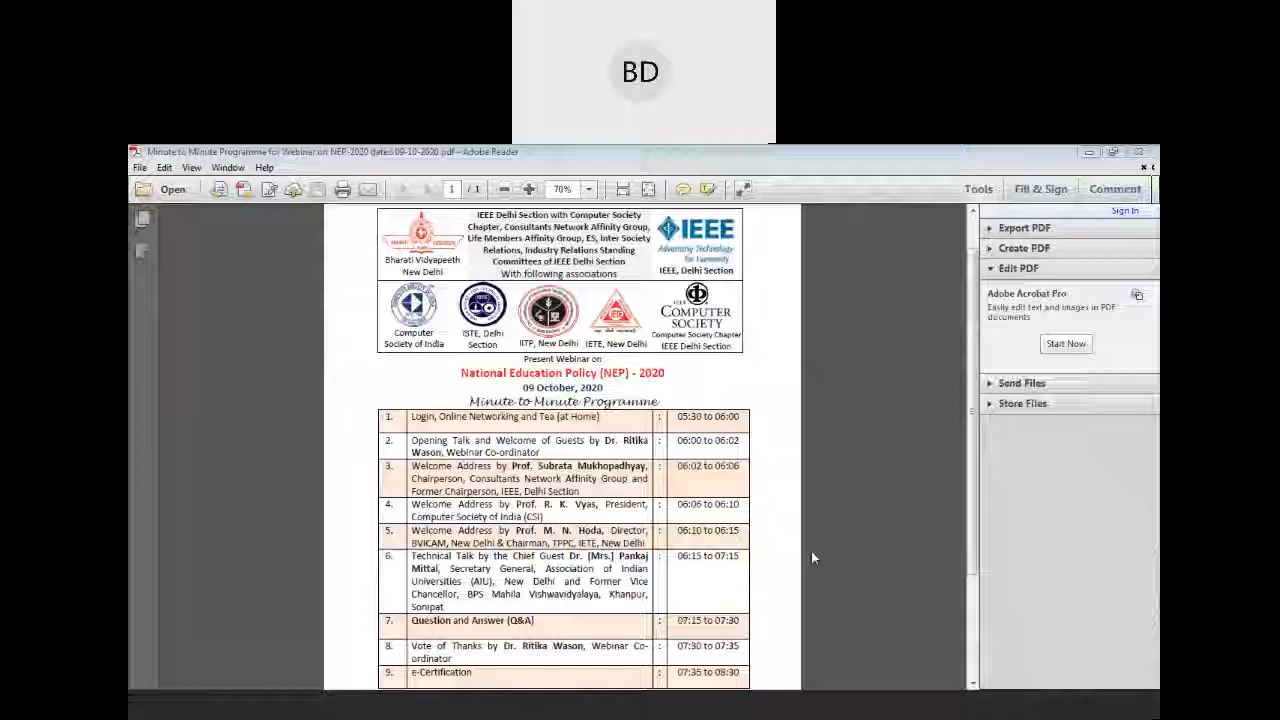 BD
Minute to Minute Programme for Webinar on NEP-2020 dated 09-10-2020.pdf - Adobe Reader
File Edit View Window Help
Open 1 / 1 70% Tools Fill & Sign Comment
Sign In
Export PDF
Create PDF
Edit PDF
Adobe Acrobat Pro
Easily edit text and images in PDF
documents
Start Now
Send Files
Store Files
Bharati Vidyapeeth
New Delhi
IEEE Delhi Section with Computer Society
Chapter, Consultants Network Affinity Group,
Life Members Affinity Group, ES, Inter Society
Relations, Industry Relations Standing
Committees of IEEE Delhi Section
With following associations
IEEE
Advancing Technology
for Humanity
IEEE, Delhi Section
Computer
Society of India
ISTE, Delhi
Section
IITP, New Delhi
IETE, New Delhi
IEEE
COMPUTER
SOCIETY
Computer Society Chapter
IEEE Delhi Section
Present Webinar on
National Education Policy (NEP) - 2020
09 October, 2020
Minute to Minute Programme
1. Login, Online Networking and Tea (at Home) : 05:30 to 06:00
2. Opening Talk and Welcome of Guests by Dr. Ritika : 06:00 to 06:02
Wason, Webinar Co-ordinator
3. Welcome Address by Prof. Subrata Mukhopadhyay, : 06:02 to 06:06
Chairperson, Consultants Network Affinity Group and
Former Chairperson, IEEE, Delhi Section
4. Welcome Address by Prof. R. K. Vyas, President, : 06:06 to 06:10
Computer Society of India (CSI)
5. Welcome Address by Prof. M. N. Hoda, Director, : 06:10 to 06:15
BVICAM, New Delhi & Chairman, TPPC, IETE, New Delhi
6. Technical Talk by the Chief Guest Dr. (Mrs.) Pankaj : 06:15 to 07:15
Mittal, Secretary General, Association of Indian
Universities (AIU), New Delhi and Former Vice
Chancellor, BPS Mahila Vishwavidyalaya, Khanpur,
Sonipat
7. Question and Answer (Q&A) : 07:15 to 07:30
8. Vote of Thanks by Dr. Ritika Wason, Webinar Co- : 07:30 to 07:35
ordinator
9. e-Certification : 07:35 to 08:30